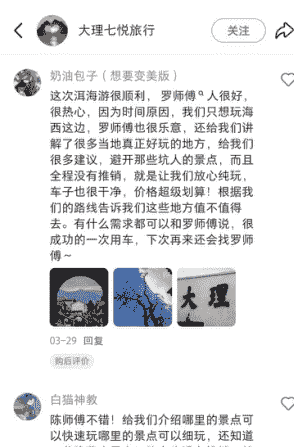 大理七悦旅行
关注
奶油包子（想要变美版）
这次洱海游很顺利， 罗师傅 人很好，
很热心，因为时间原因，我们只想玩海
西这边，罗师傅也很乐意，还给我们讲
解了很多当地真正好玩的地方，给我们
很多建议，避开那些坑人的景点，而且
全程没有推销，就是让我们放心纯玩，
车子也很干净，价格超级划算！根据我
们的路线告诉我们这些地方值不值得
去。有什么需求都可以和罗师傅说，很
成功的一次用车，下次再来还会找罗师
傅～
大理
03-29 回复
购后评价
白猫神教
陈师傅不错！给我们介绍哪里的景点可
以快速玩哪里的景点可以细玩，还知道